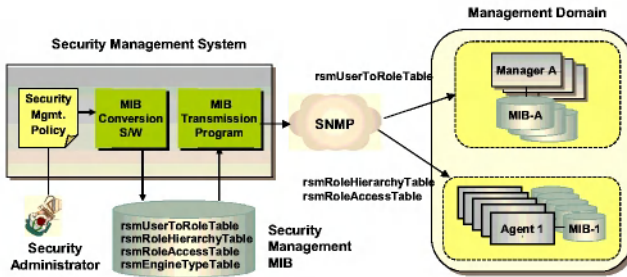 Management Domain
Security Management System
rsmUserToRoleTable
Manager A
Security
Mgmt.
Policy
MIB
Conversion
S/W
MIB
Transmission
Program
SNMP
MIB-A
rsmRoleHierarchyTable
rsmRoleAccessTable
Agent 1
MIB-1
Security
Administrator
rsmUserToRoleTable
rsmRoleHierarchyTable
rsmRoleAccessTable
rsmEngineTypeTable
Security
Management
MIB